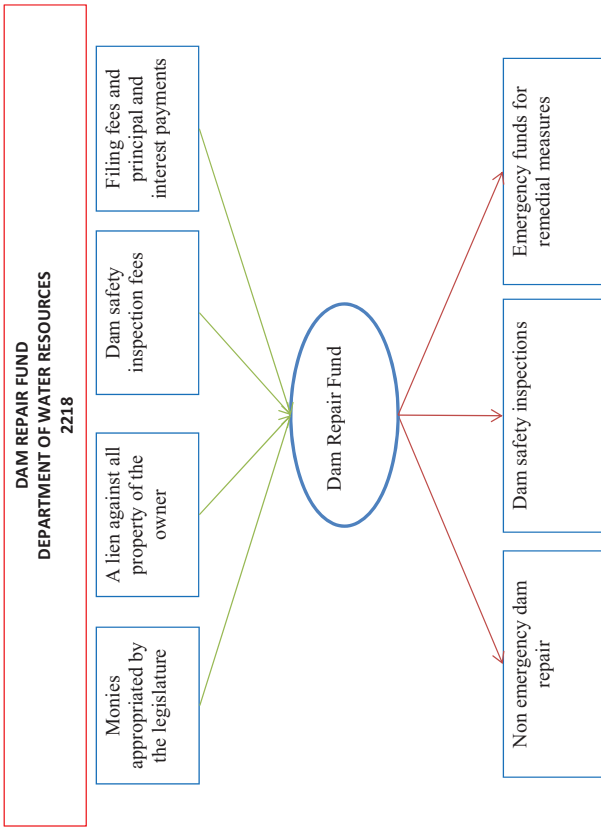 DAM REPAIR FUND
DEPARTMENT OF WATER RESOURCES
2218
Monies
appropriated by
the legislature
A lien against all
property of the
owner
Dam safety
inspection fees
Filing fees and
principal and
interest payments
Dam Repair Fund
Non emergency dam
repair
Dam safety inspections
Emergency funds for
remedial measures